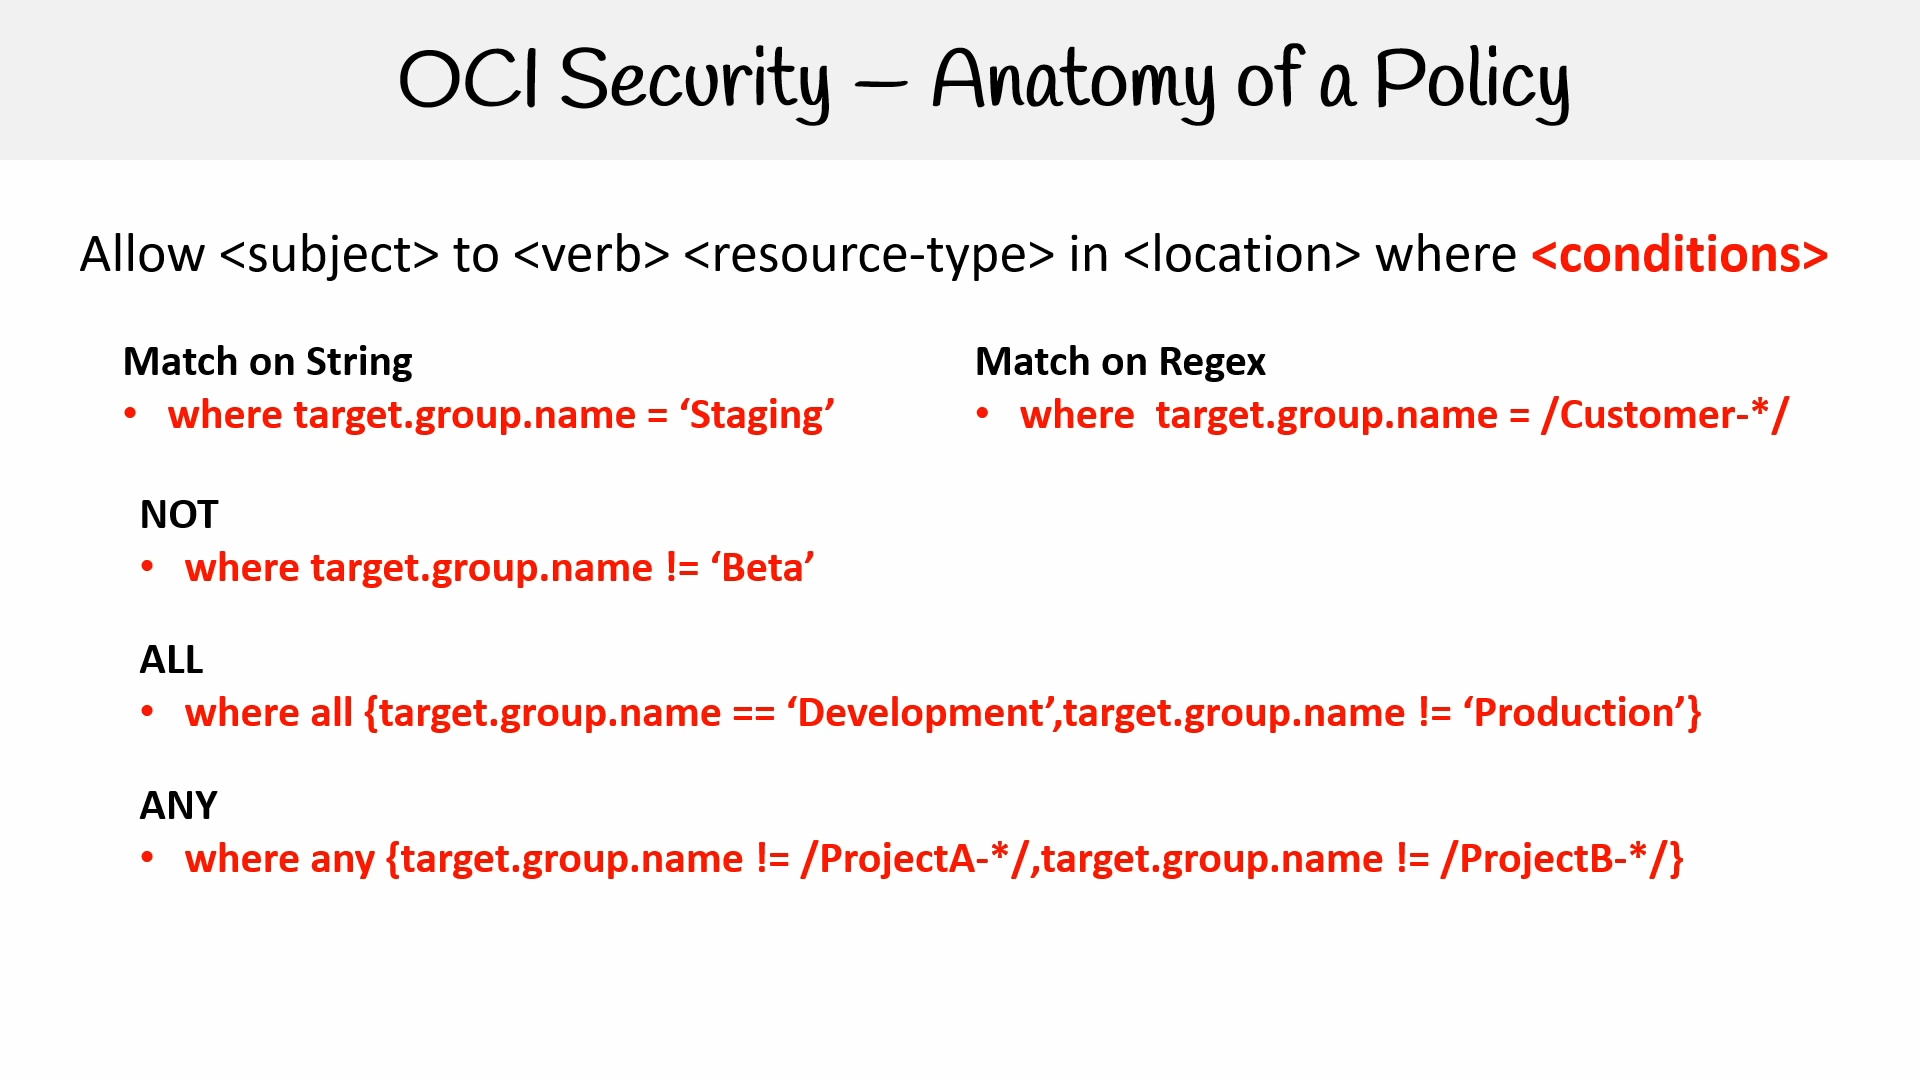 OCI Security – Anatomy of a Policy
Allow <subject> to <verb> <resource-type> in <location> where <conditions>
Match on String
• where target.group.name = ‘Staging’
Match on Regex
• where  target.group.name = /Customer-*/
NOT
• where target.group.name != ‘Beta’
ALL
• where all {target.group.name == ‘Development’,target.group.name != ‘Production’}
ANY
• where any {target.group.name != /ProjectA-*/,target.group.name != /ProjectB-*/}